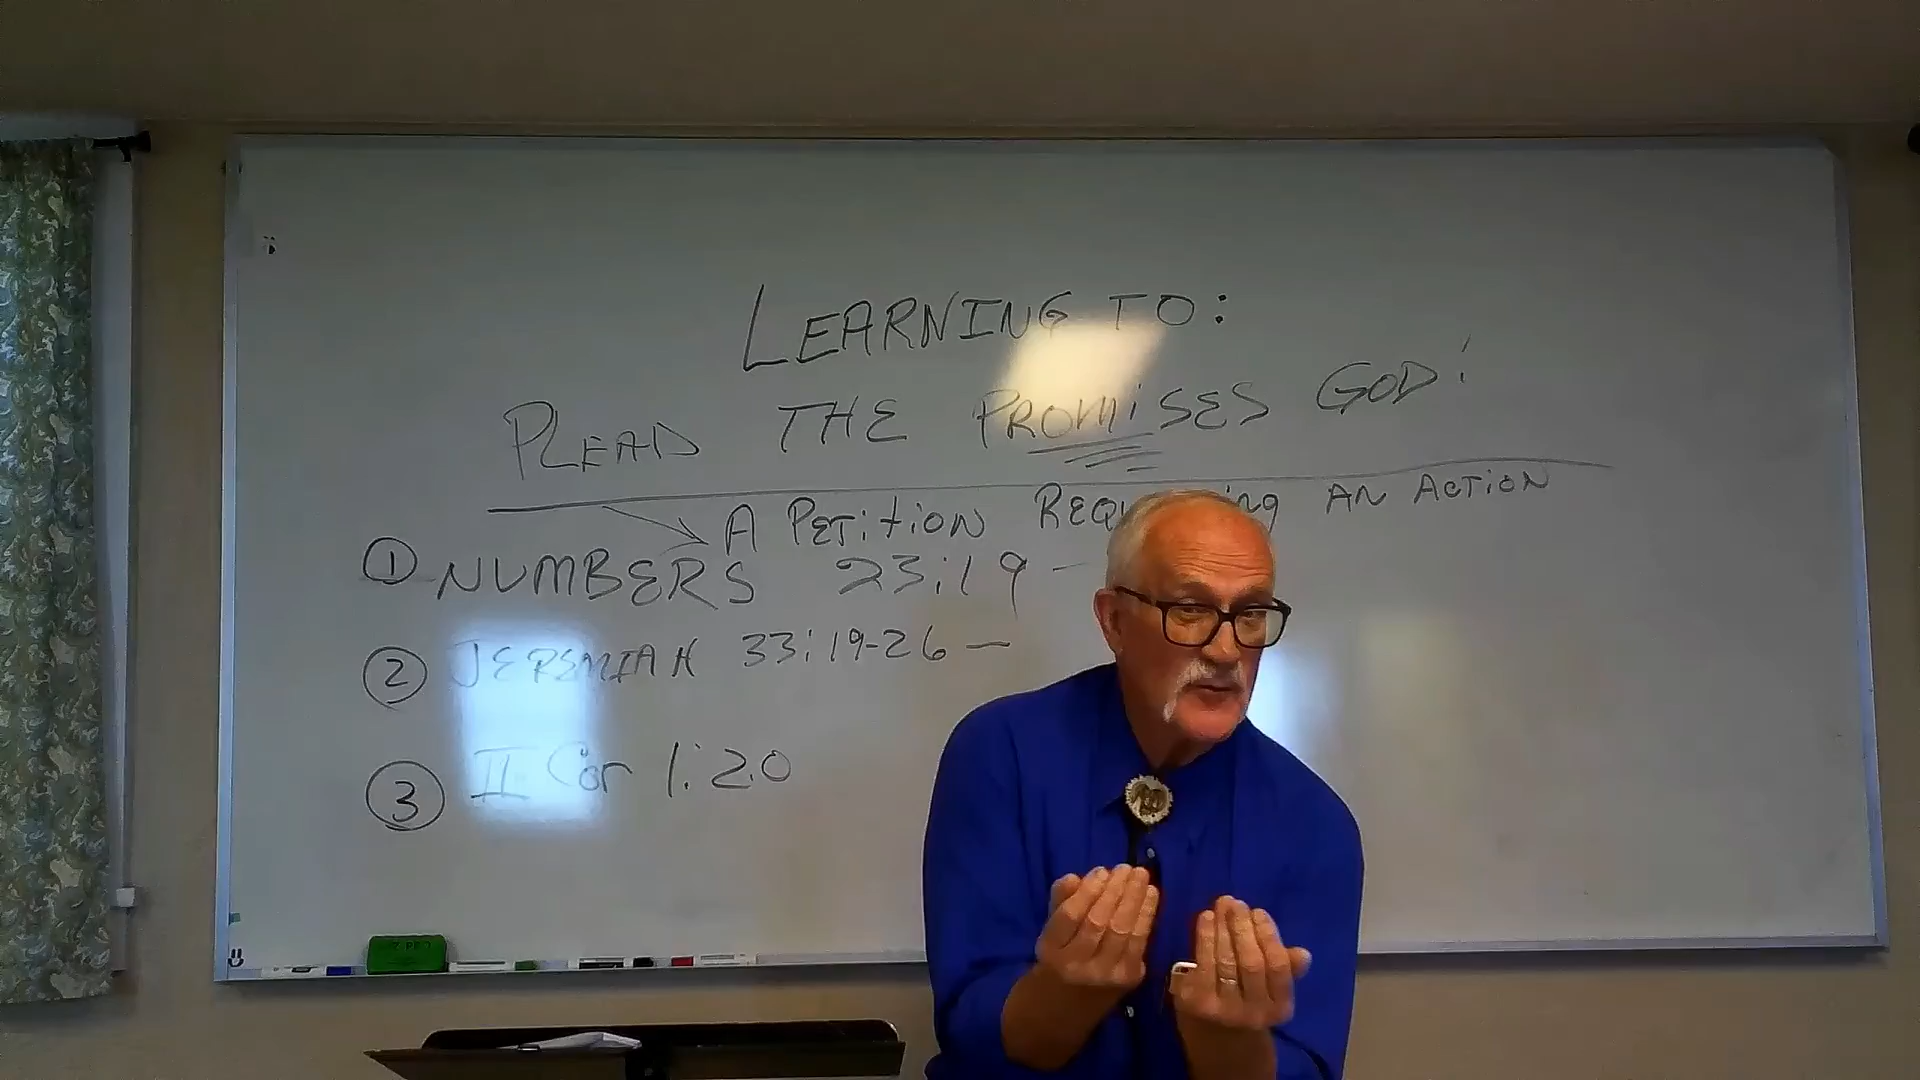 LEARNING TO:
PLEAD THE PROMISES GOD!
A PETITION AN ACTION
① NUMBERS 23:19 –
② JEREMIAH 33:19-26 –
③ II Cor 1:20